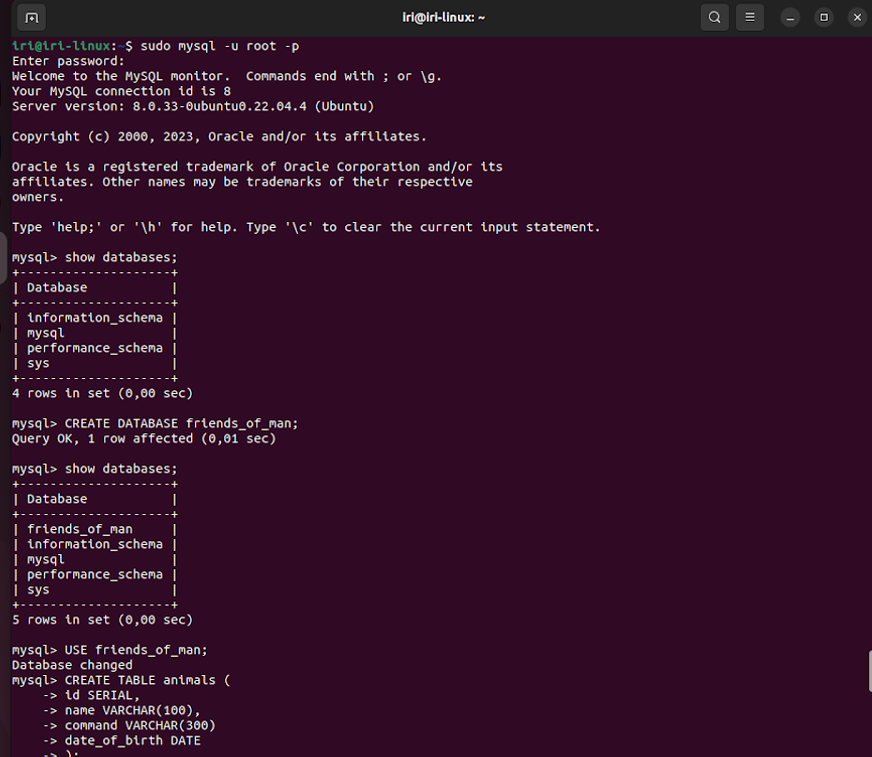 iri@iri-linux: ~
iri@iri-linux:~$ sudo mysql -u root -p
Enter password:
Welcome to the MySQL monitor.  Commands end with ; or \g.
Your MySQL connection id is 8
Server version: 8.0.33-0ubuntu0.22.04.4 (Ubuntu)
Copyright (c) 2000, 2023, Oracle and/or its affiliates.
Oracle is a registered trademark of Oracle Corporation and/or its
affiliates. Other names may be trademarks of their respective
owners.
Type 'help;' or '\h' for help. Type '\c' to clear the current input statement.
mysql> show databases;
+--------------------+
| Database           |
+--------------------+
| information_schema |
| mysql              |
| performance_schema |
| sys                |
+--------------------+
4 rows in set (0,00 sec)
mysql> CREATE DATABASE friends_of_man;
Query OK, 1 row affected (0,01 sec)
mysql> show databases;
+--------------------+
| Database           |
+--------------------+
| friends_of_man     |
| information_schema |
| mysql              |
| performance_schema |
| sys                |
+--------------------+
5 rows in set (0,00 sec)
mysql> USE friends_of_man;
Database changed
mysql> CREATE TABLE animals (
    -> id SERIAL,
    -> name VARCHAR(100),
    -> command VARCHAR(300)
    -> date_of_birth DATE
    -> );